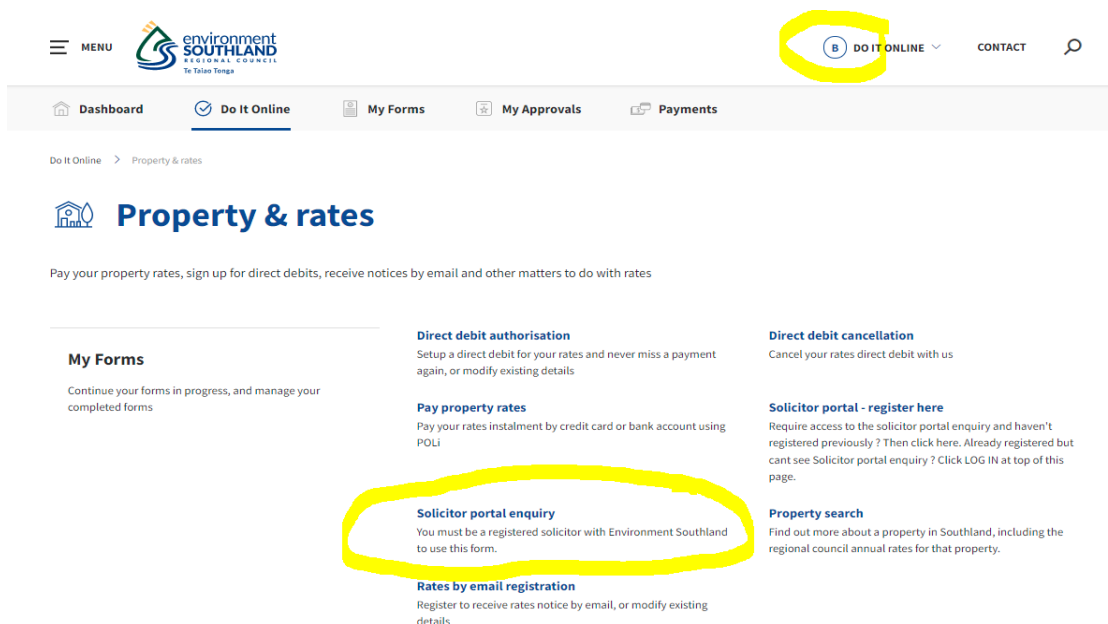 MENU
environment
SOUTHLAND
REGIONAL COUNCIL
Te Taiao Tonga
B DO IT ONLINE
CONTACT
Dashboard
Do It Online
My Forms
My Approvals
Payments
Do It Online > Property & rates
Property & rates
Pay your property rates, sign up for direct debits, receive notices by email and other matters to do with rates
My Forms
Continue your forms in progress, and manage your
completed forms
Direct debit authorisation
Setup a direct debit for your rates and never miss a payment
again, or modify existing details
Pay property rates
Pay your rates instalment by credit card or bank account using
POLi
Solicitor portal enquiry
You must be a registered solicitor with Environment Southland
to use this form.
Rates by email registration
Register to receive rates notice by email, or modify existing
details
Direct debit cancellation
Cancel your rates direct debit with us
Solicitor portal - register here
Require access to the solicitor portal enquiry and haven't
registered previously ? Then click here. Already registered but
cant see Solicitor portal enquiry ? Click LOG IN at top of this
page.
Property search
Find out more about a property in Southland, including the
regional council annual rates for that property.